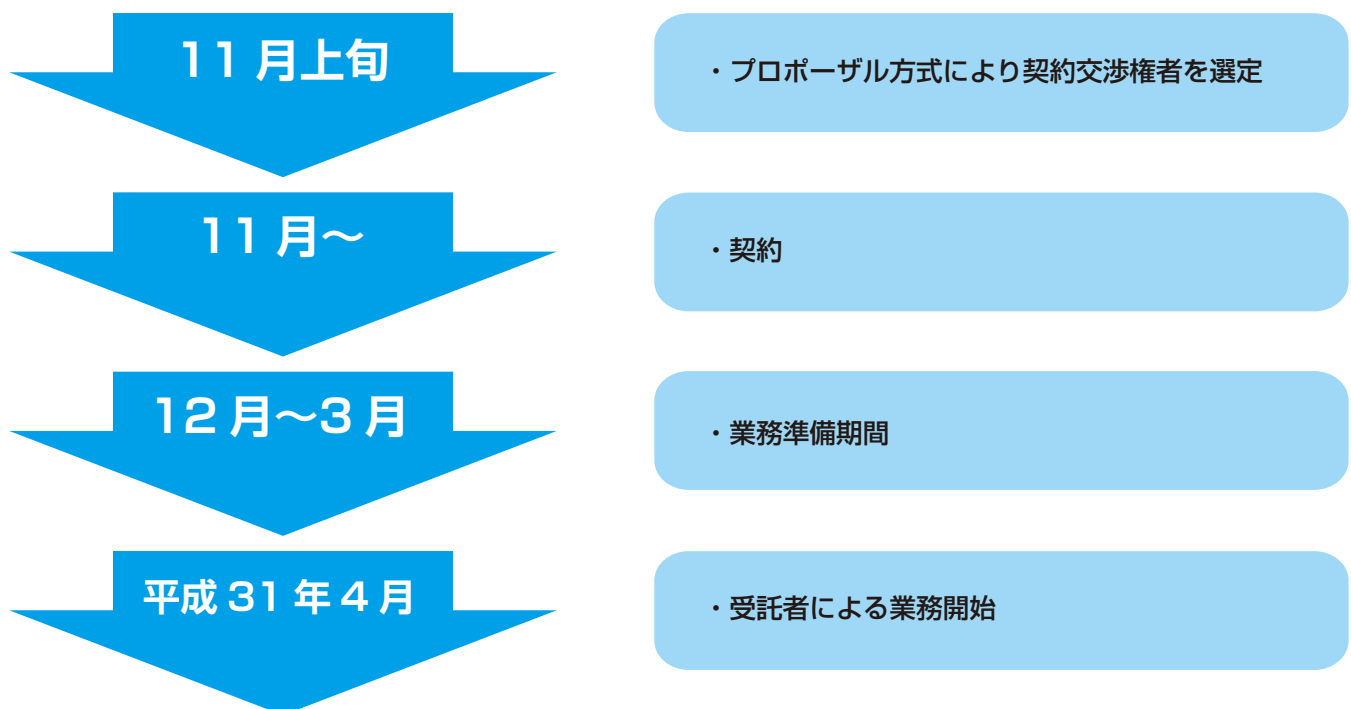 11月上旬
・プロポーザル方式により契約交渉権者を選定
11月～
・契約
12月～3月
・業務準備期間
平成31年4月
・受託者による業務開始